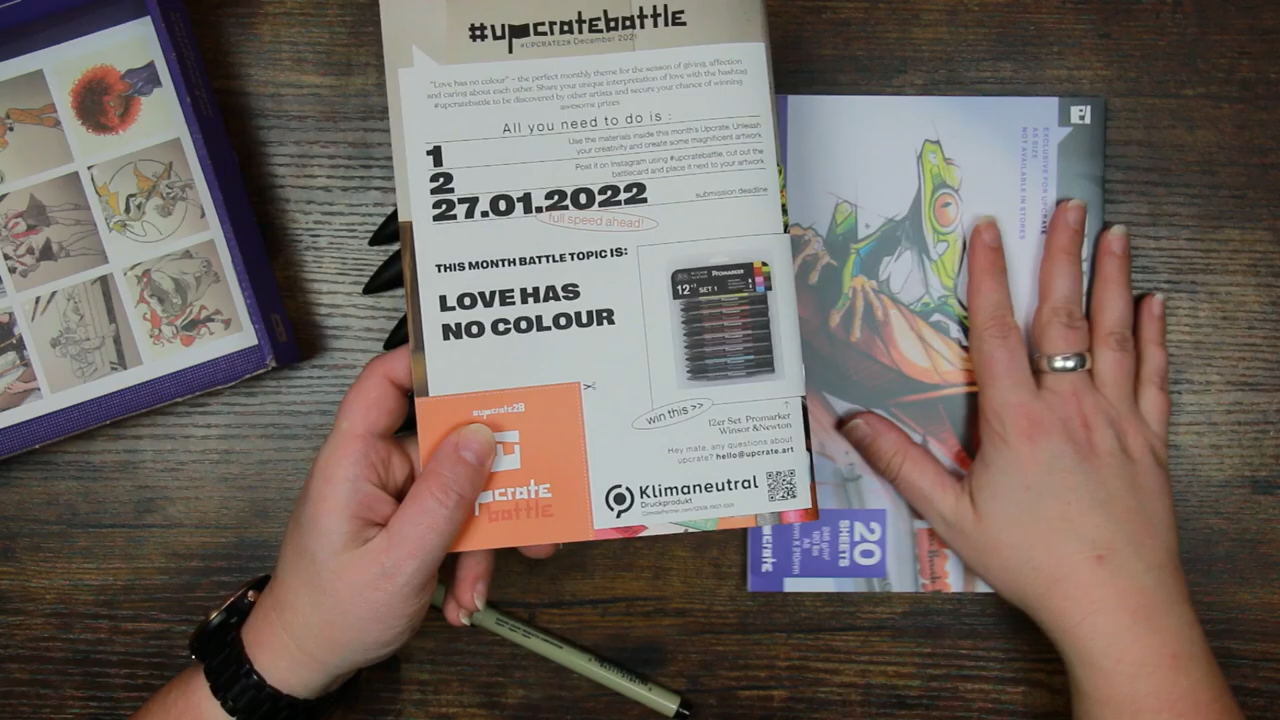 #upcratebattle
#UPCRATE28 December 2021
"Love has no colour" – the perfect monthly theme for the season of giving, affection
and caring about each other. Share your unique interpretation of love with the hashtag
#upcratebattle to be discovered by other artists and secure your chance of winning
awesome prizes
All you need to do is :
1
Use the materials inside this month's Upcrate. Unleash
your creativity and create some magnificent artwork
2
Post it on Instagram using #upcratebattle, cut out the
battlecard and place it next to your artwork
27.01.2022
submission deadline
full speed ahead!
THIS MONTH BATTLE TOPIC IS:
LOVE HAS
NO COLOUR
PROMARKER
12+1 SET 1
win this >>
12er Set Promarker
Winsor &Newton
Hey mate, any questions about
upcrate? hello@upcrate.art
Klimaneutral
Druckprodukt
#upcrate28
upcrate
battle
EXCLUSIVE FOR UPCRATE
A5 SIZE
NOT AVAILABLE IN STORES
20
SHEETS
120 lbs
A5
upcrate
Brush